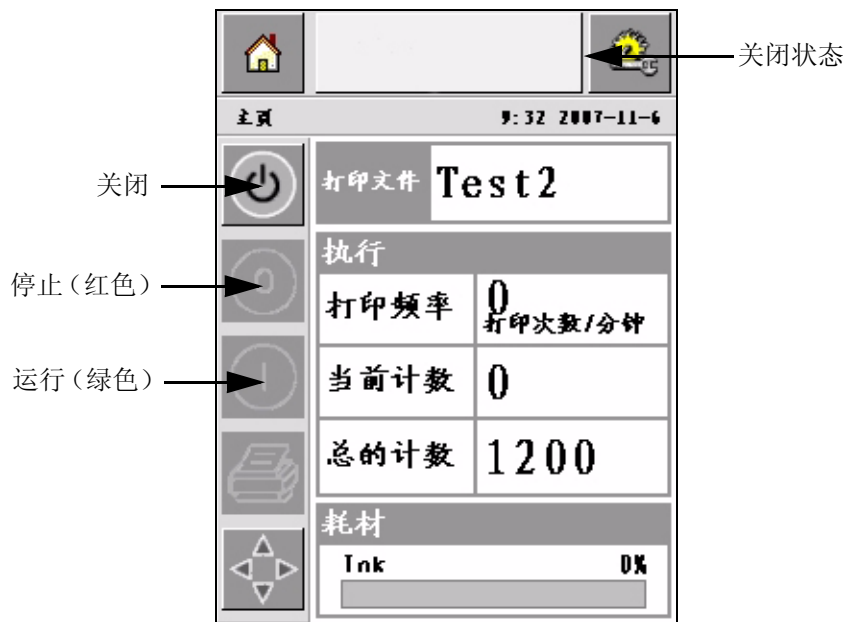 关闭状态
主頁 9:32 2007-11-6
关闭
打印文件 Test2
执行
停止（红色）
打印频率 0
打印次数/分钟
运行（绿色）
当前计数 0
总的计数 1200
耗材
Ink 0%